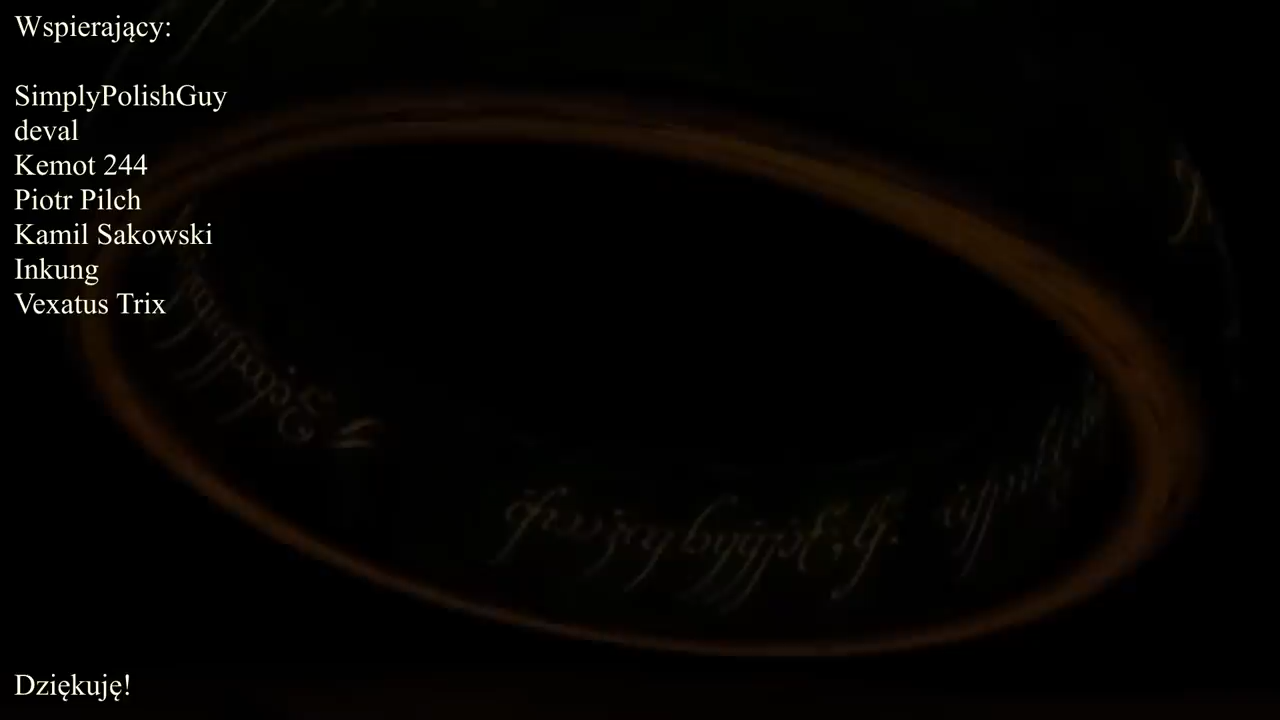 Wspierający:
SimplyPolishGuy
deval
Kemot 244
Piotr Pilch
Kamil Sakowski
Inkung
Vexatus Trix
Dziękuję!